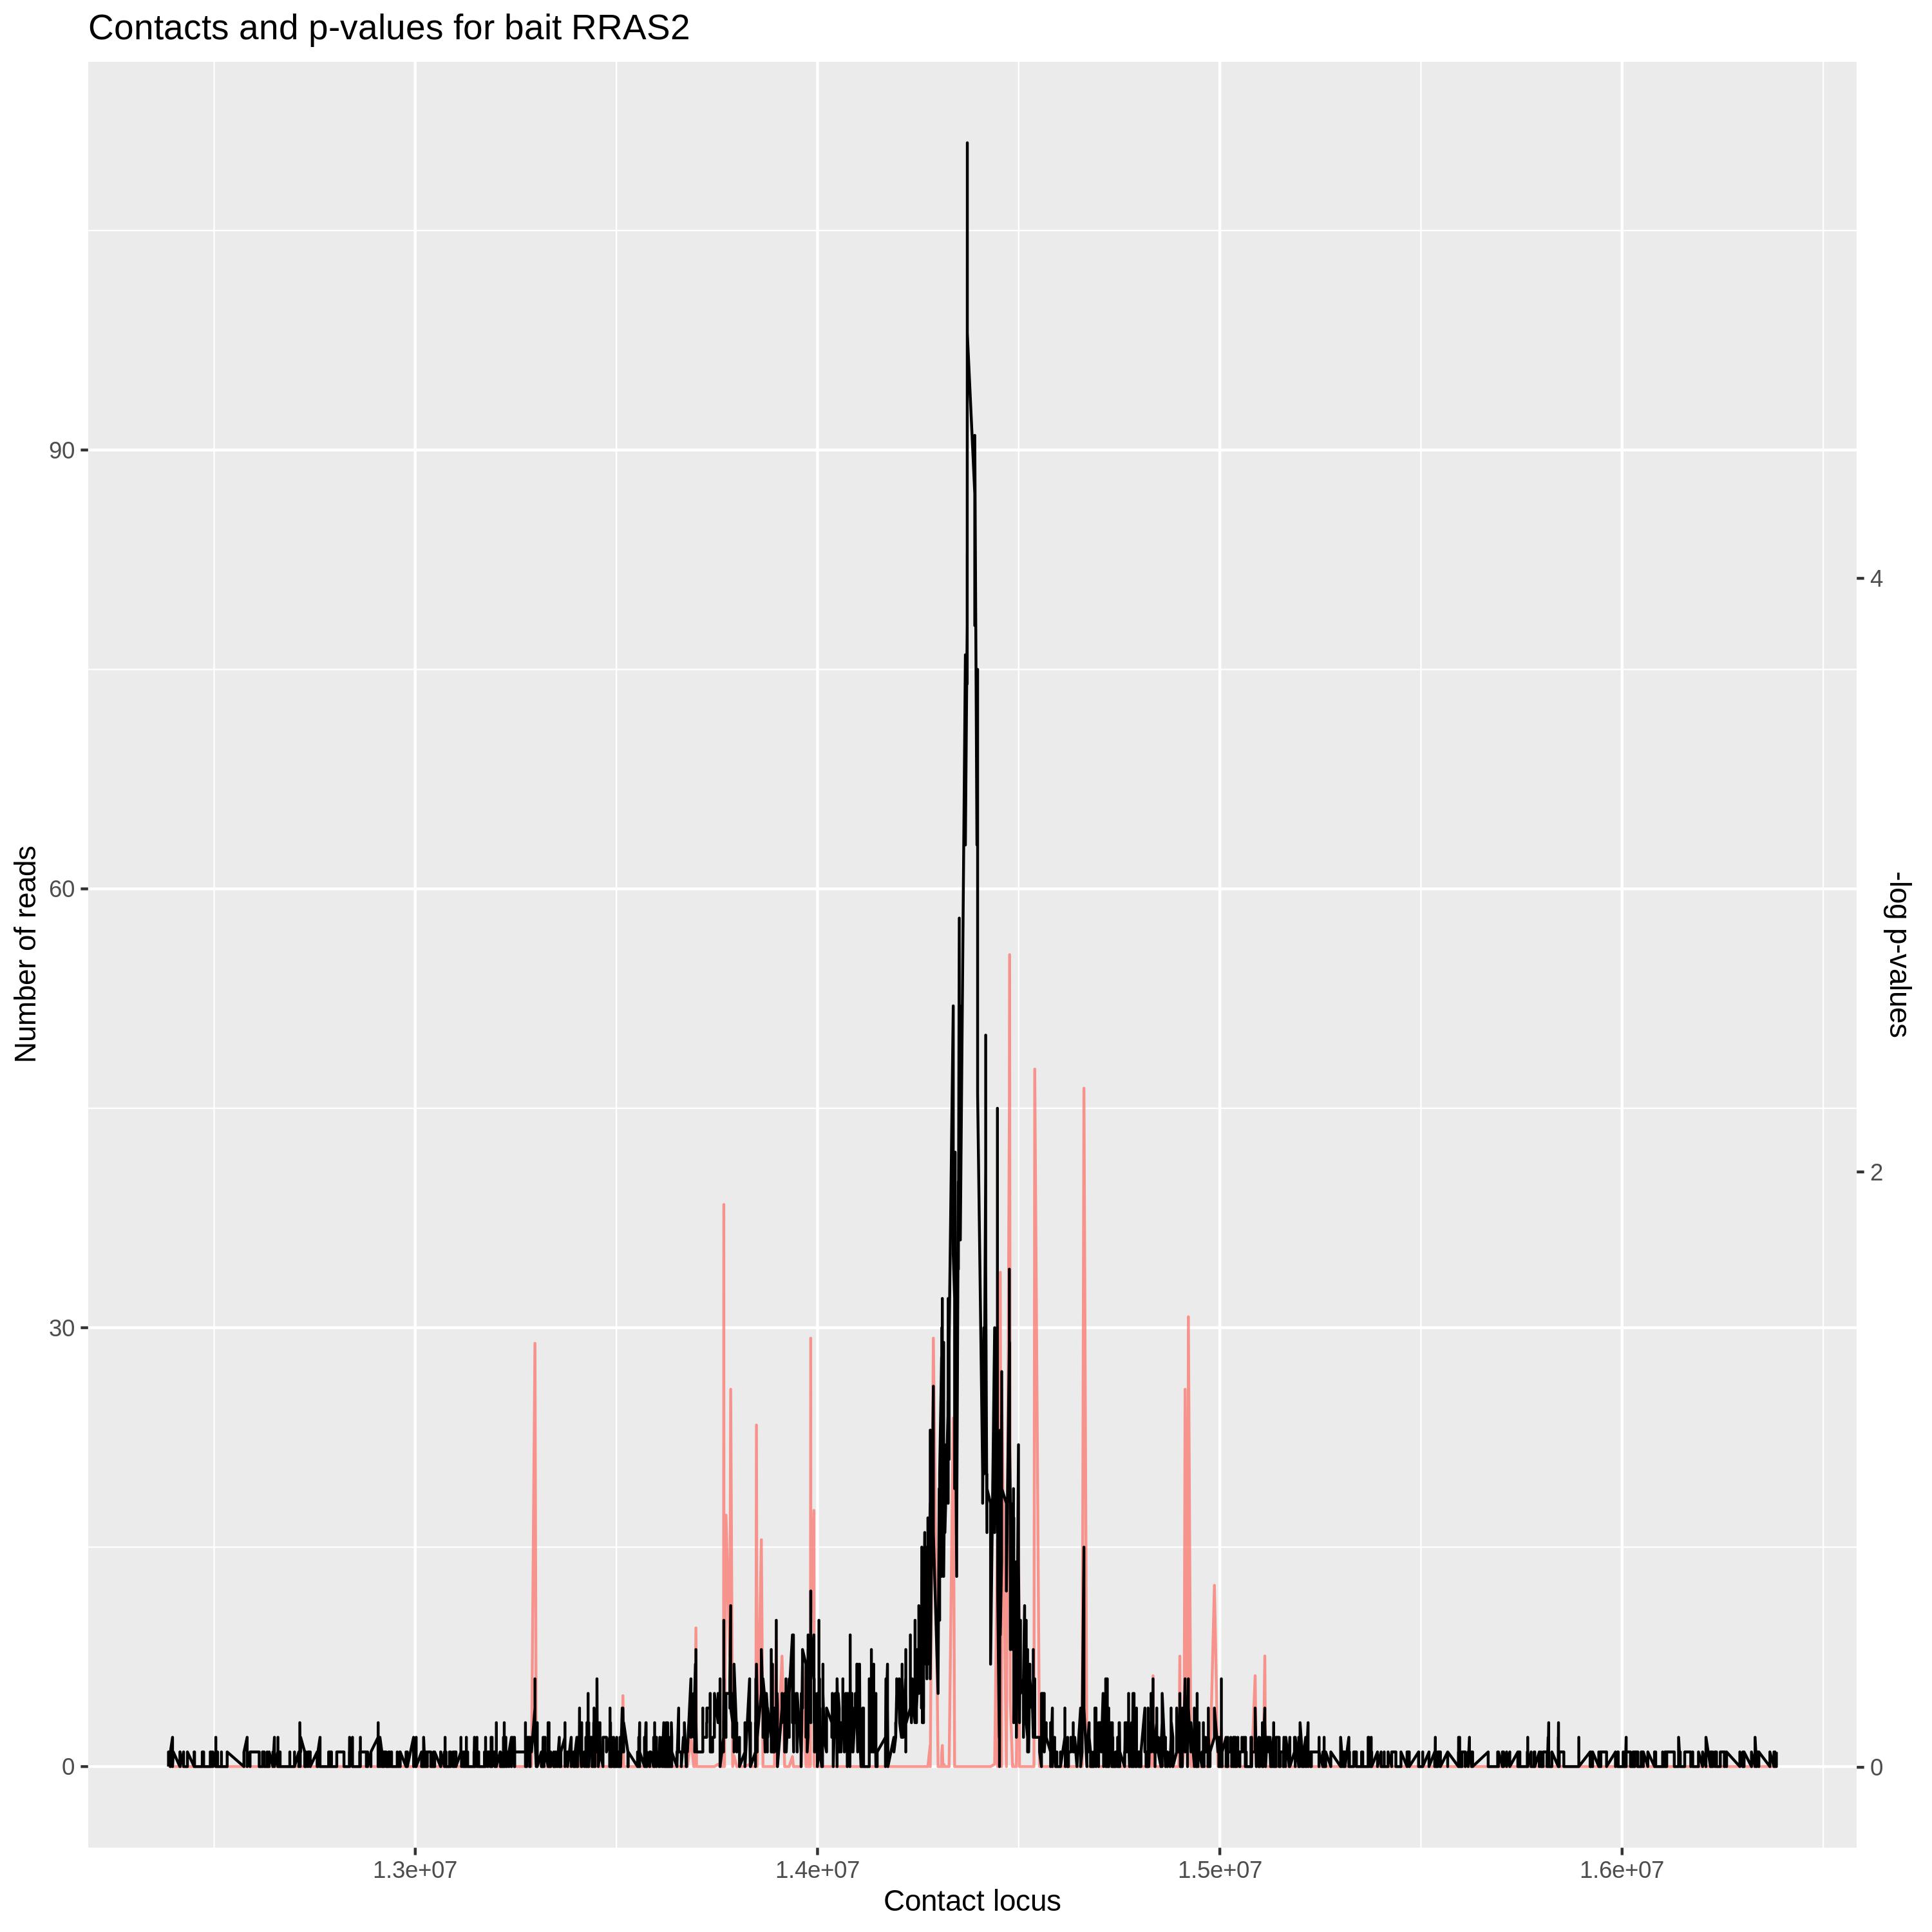 Contacts and p-values for bait RRAS2
Number of reads
90
60
30
0
4
2
0
-log p-values
1.3e+07
1.4e+07
1.5e+07
1.6e+07
Contact locus